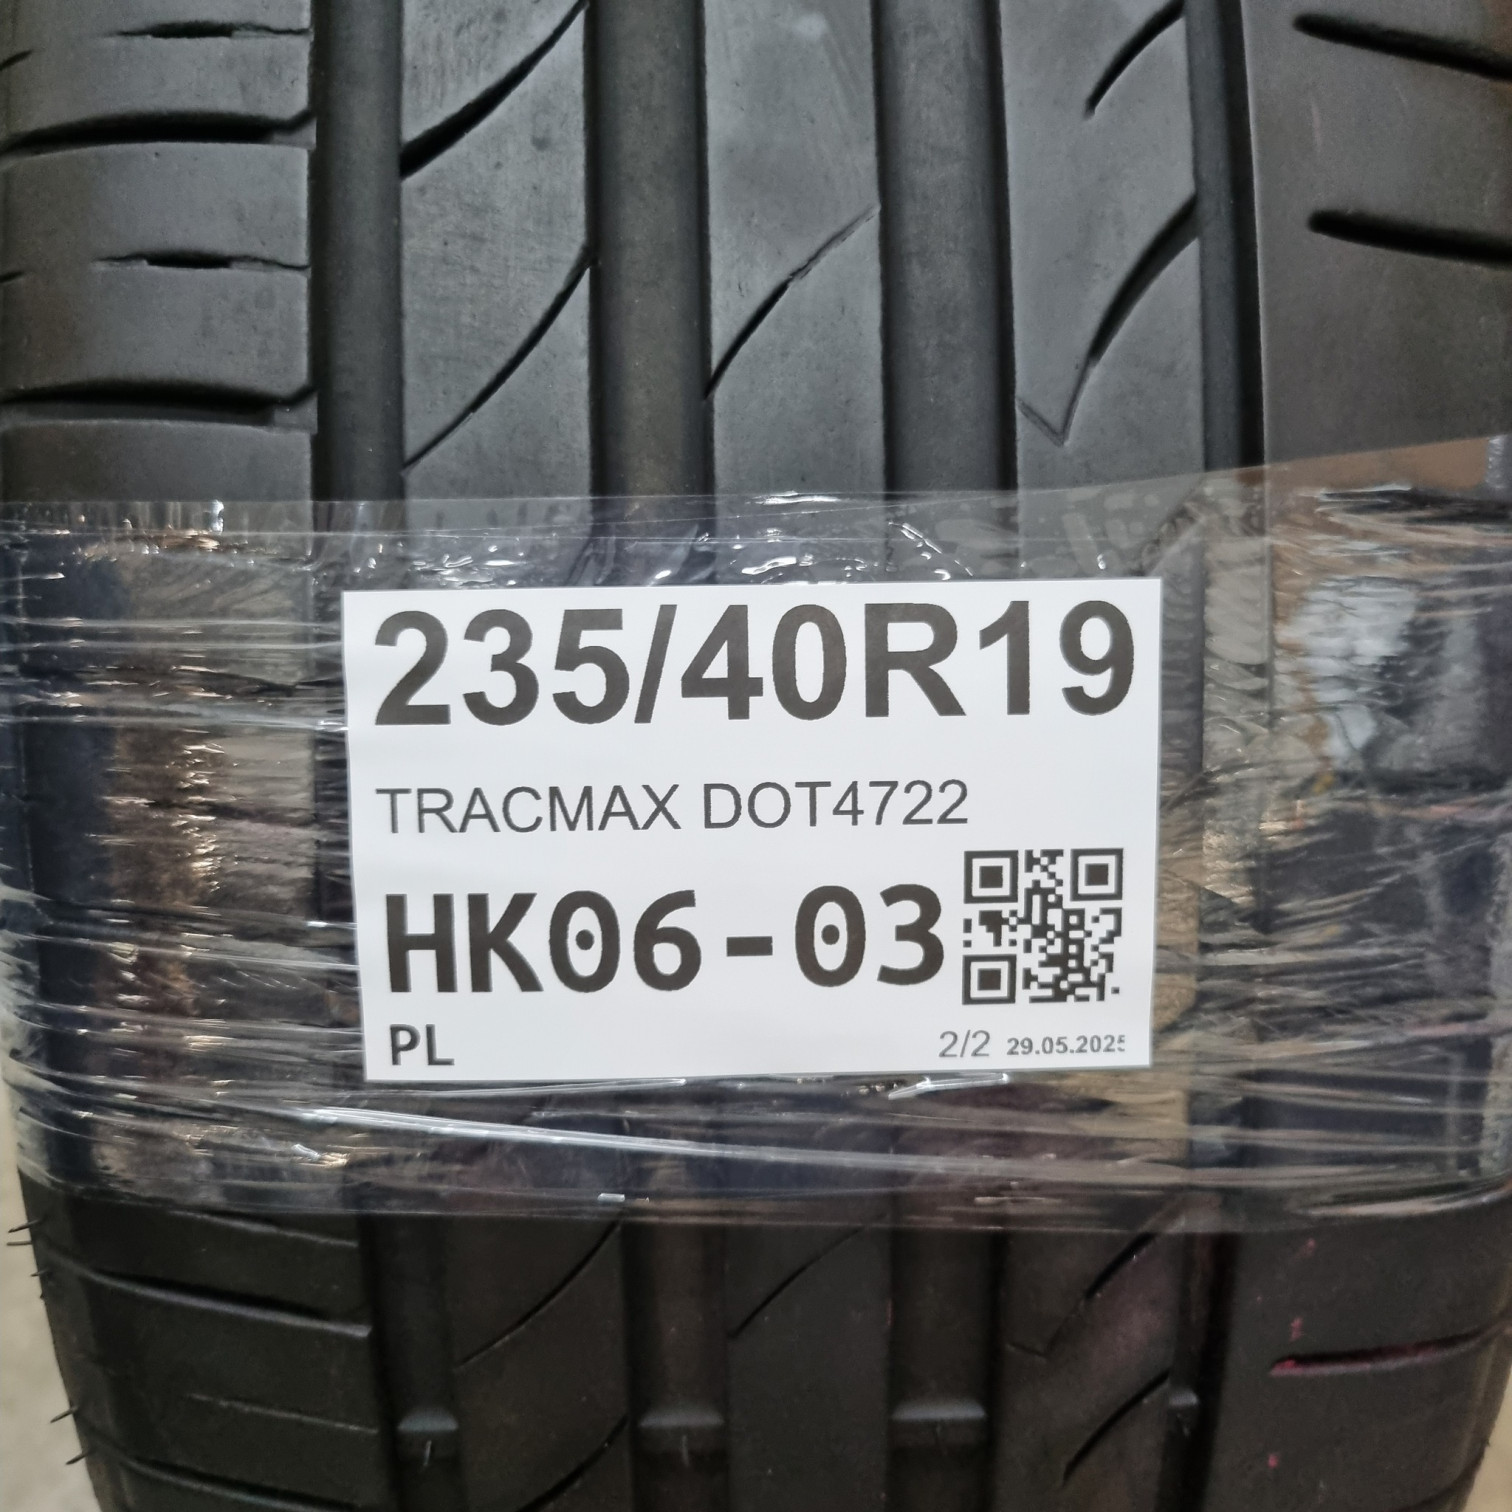 235/40R19
TRACMAX DOT4722
HK06-03
PL
2/2 29.05.2025